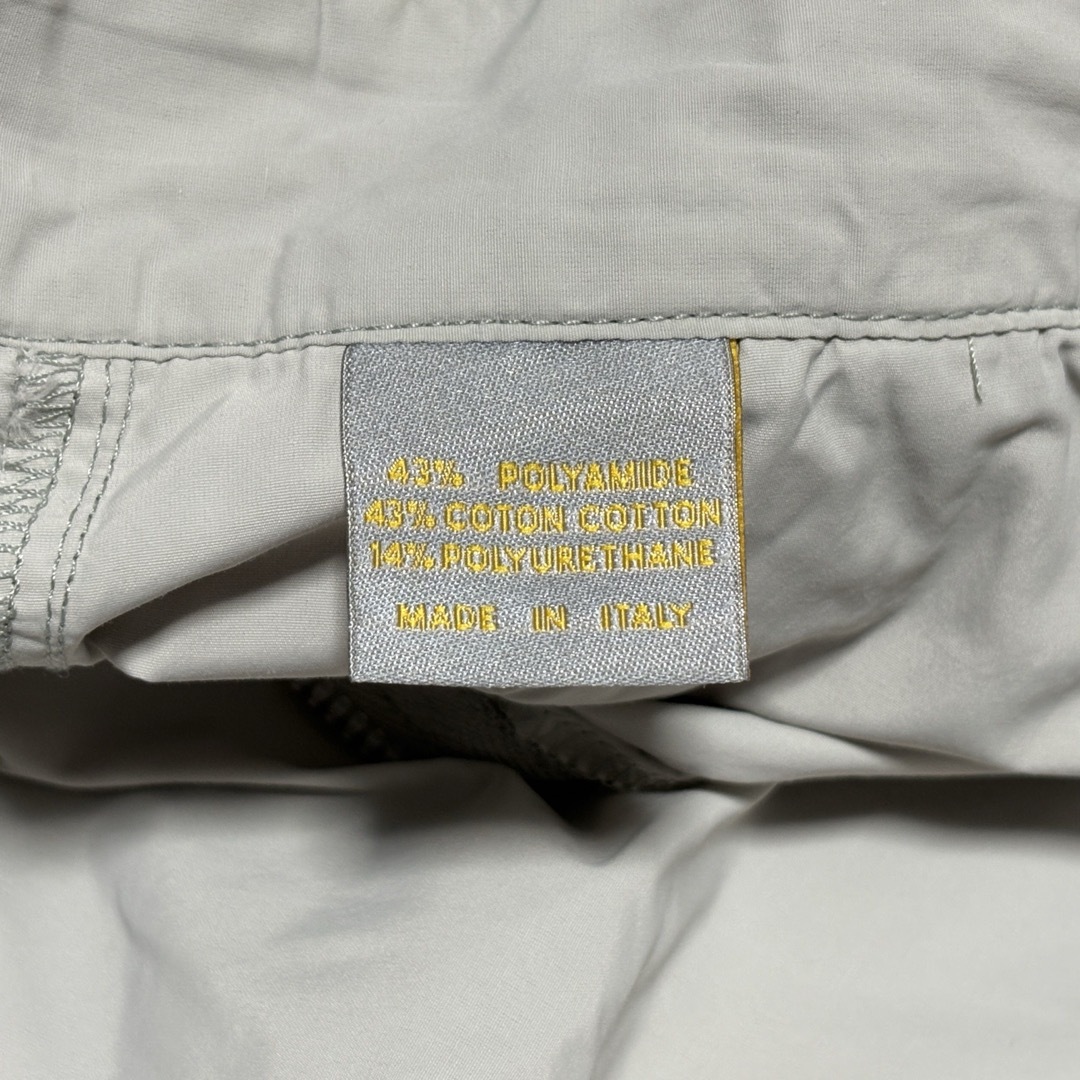 43% POLYAMIDE
43% COTON COTTON
14% POLYURETHANE
MADE IN ITALY